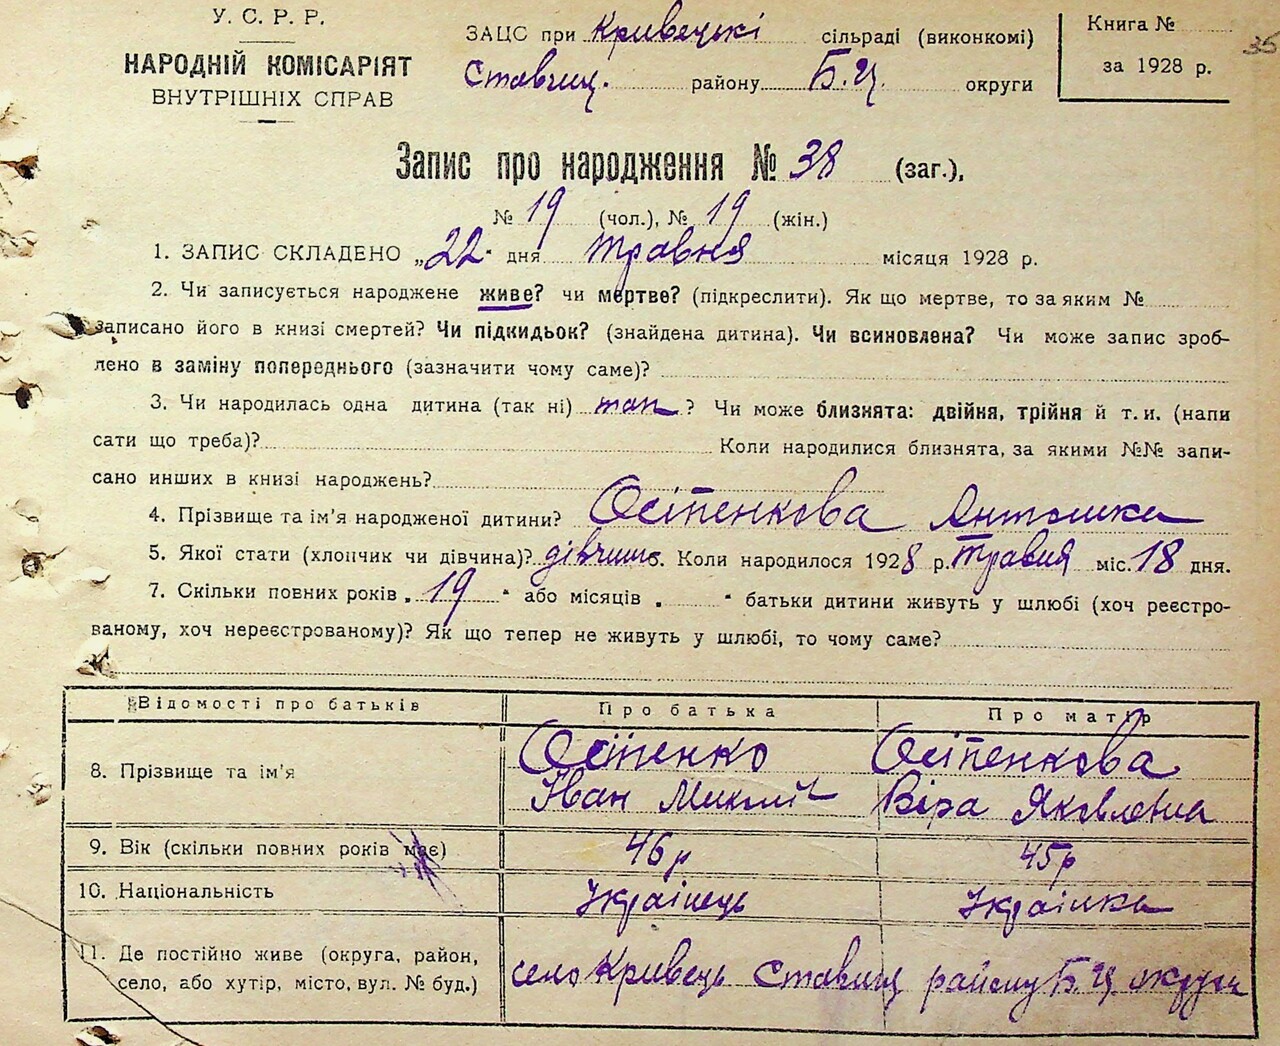 У. С. Р. Р.
НАРОДНІЙ КОМІСАРІЯТ
ВНУТРІШНІХ СПРАВ
ЗАЦС при Кривецькі сільраді (виконкомі)
Ставищ. району Б.Ц. округи
Книга №
за 1928 р.
35
Запис про народження № 38 (заг.),
№ 19 (чол.), № 19 (жін.)
1. ЗАПИС СКЛАДЕНО „22" дня травня місяця 1928 р.
2. Чи записується народжене живе? чи мертве? (підкреслити). Як що мертве, то за яким №
записано його в книзі смертей? Чи підкидьок? (знайдена дитина). Чи всиновлена? Чи може запис зроб-
лено в заміну попереднього (зазначити чому саме)?
3. Чи народилась одна дитина (так ні) так? Чи може близнята: двійня, трійня й т. и. (напи
сати що треба)? Коли народилися близнята, за якими №№ запи-
сано инших в книзі народжень?
4. Прізвище та ім'я народженої дитини? Осіпенкова Антоніна
5. Якої стати (хлопчик чи дівчина)? дівчин. Коли народилося 1928 р. травня міс. 18 дня.
7. Скільки повних років „19" або місяців „ " батьки дитини живуть у шлюбі (хоч реєстро-
ваному, хоч нереєстрованому)? Як що тепер не живуть у шлюбі, то чому саме?
Відомості про батьків Про батька Про матір
8. Прізвище та ім'я Осіпенко Іван Осіпенкова Віра Яковлевна
9. Вік (скільки повних років має) 46 р 45 р
10. Національність Українець Українка
11. Де постійно живе (округа, район,
село, або хутір, місто, вул. № буд.) село Кривець Ставищ району Б.Ц. округи